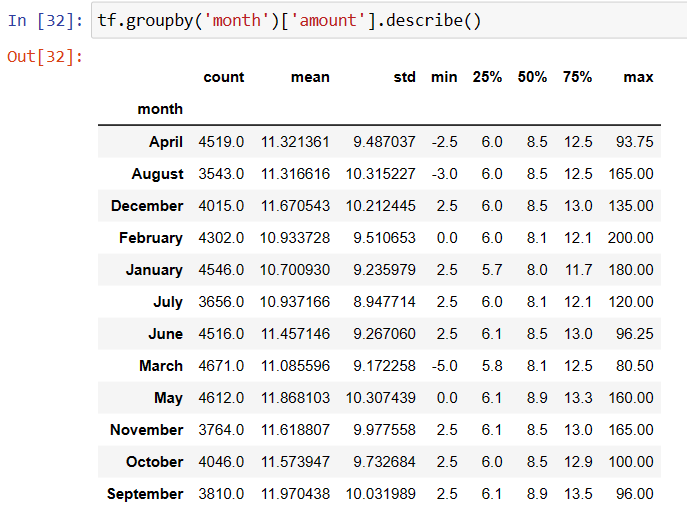 In [32]: tf.groupby('month')['amount'].describe()
Out[32]:
count mean std min 25% 50% 75% max
month
April 4519.0 11.321361 9.487037 -2.5 6.0 8.5 12.5 93.75
August 3543.0 11.316616 10.315227 -3.0 6.0 8.5 12.5 165.00
December 4015.0 11.670543 10.212445 2.5 6.0 8.5 13.0 135.00
February 4302.0 10.933728 9.510653 0.0 6.0 8.1 12.1 200.00
January 4546.0 10.700930 9.235979 2.5 5.7 8.0 11.7 180.00
July 3656.0 10.937166 8.947714 2.5 6.0 8.1 12.1 120.00
June 4516.0 11.457146 9.267060 2.5 6.1 8.5 13.0 96.25
March 4671.0 11.085596 9.172258 -5.0 5.8 8.1 12.5 80.50
May 4612.0 11.868103 10.307439 0.0 6.1 8.9 13.3 160.00
November 3764.0 11.618807 9.977558 2.5 6.1 8.5 13.0 165.00
October 4046.0 11.573947 9.732684 2.5 6.0 8.5 12.9 100.00
September 3810.0 11.970438 10.031989 2.5 6.1 8.9 13.5 96.00